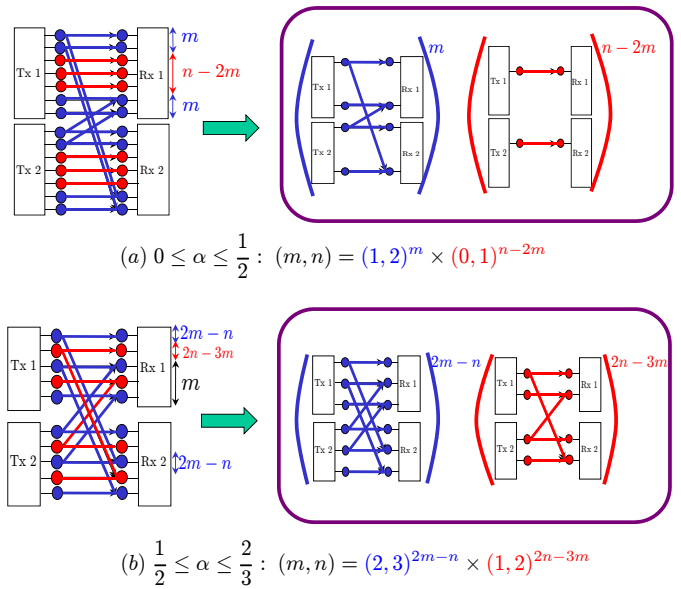 Tx 1
Rx 1
m
n − 2m
m
Tx 2
Rx 2
Tx 1
Rx 1
Tx 2
Rx 2
m
Tx 1
Rx 1
Tx 2
Rx 2
n − 2m
(a) 0 ≤ α ≤ 1/2 : (m, n) = (1, 2)^m × (0, 1)^{n−2m}
Tx 1
Rx 1
2m − n
2n − 3m
m
Tx 2
Rx 2
2m − n
Tx 1
Rx 1
Tx 2
Rx 2
2m − n
Tx 1
Rx 1
Tx 2
Rx 2
2n − 3m
(b) 1/2 ≤ α ≤ 2/3 : (m, n) = (2, 3)^{2m−n} × (1, 2)^{2n−3m}